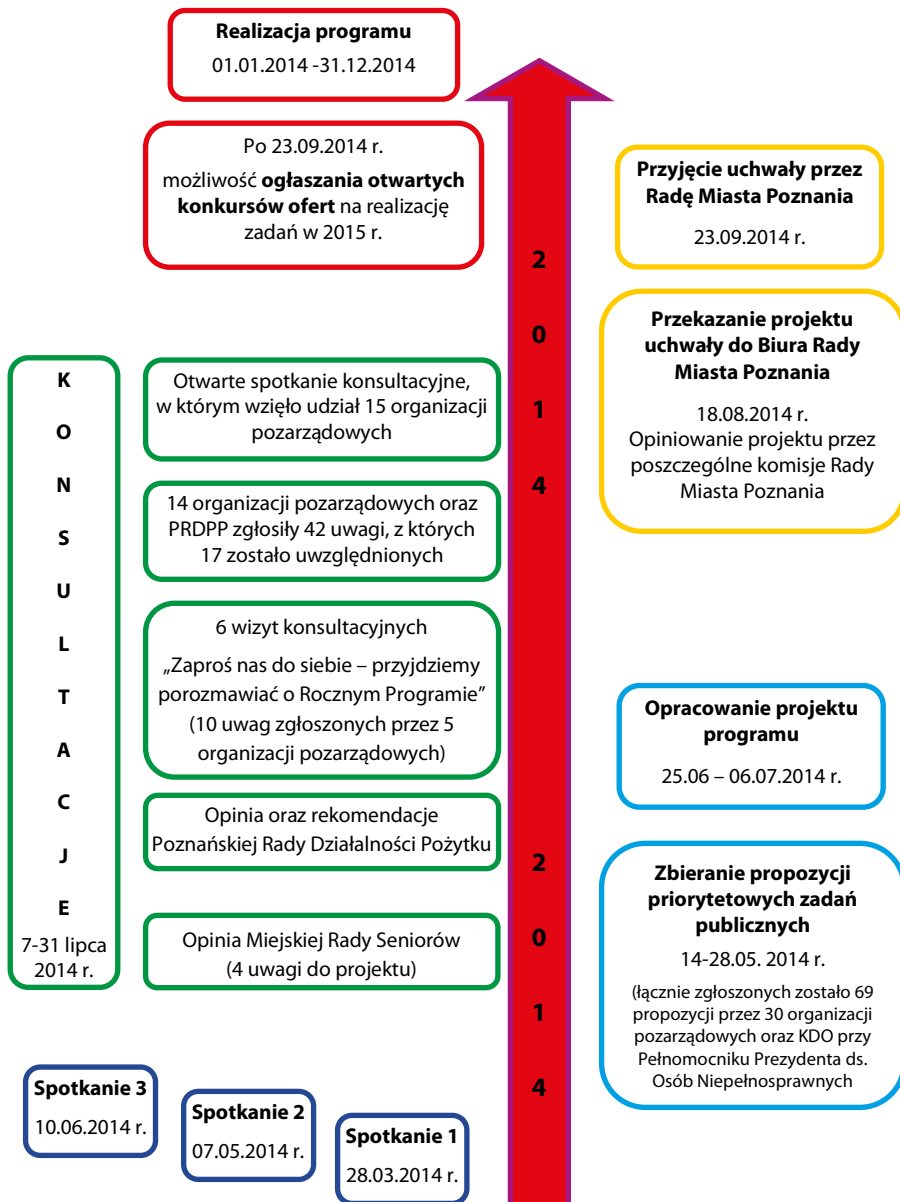 Realizacja programu
01.01.2014 -31.12.2014
Po 23.09.2014 r.
możliwość ogłaszania otwartych
konkursów ofert na realizację
zadań w 2015 r.
Przyjęcie uchwały przez
Radę Miasta Poznania
23.09.2014 r.
2
0
1
4
Przekazanie projektu
uchwały do Biura Rady
Miasta Poznania
18.08.2014 r.
Opiniowanie projektu przez
poszczególne komisje Rady
Miasta Poznania
K
O
N
S
U
L
T
A
C
J
E
7-31 lipca
2014 r.
Otwarte spotkanie konsultacyjne,
w którym wzięło udział 15 organizacji
pozarządowych
14 organizacji pozarządowych oraz
PRDPP zgłosiły 42 uwagi, z których
17 zostało uwzględnionych
6 wizyt konsultacyjnych
„Zaproś nas do siebie – przyjdziemy
porozmawiać o Rocznym Programie”
(10 uwag zgłoszonych przez 5
organizacji pozarządowych)
Opinia oraz rekomendacje
Poznańskiej Rady Działalności Pożytku
Opinia Miejskiej Rady Seniorów
(4 uwagi do projektu)
Opracowanie projektu
programu
25.06 – 06.07.2014 r.
2
0
1
4
Zbieranie propozycji
priorytetowych zadań
publicznych
14-28.05. 2014 r.
(łącznie zgłoszonych zostało 69
propozycji przez 30 organizacji
pozarządowych oraz KDO przy
Pełnomocniku Prezydenta ds.
Osób Niepełnosprawnych
Spotkanie 3
10.06.2014 r.
Spotkanie 2
07.05.2014 r.
Spotkanie 1
28.03.2014 r.